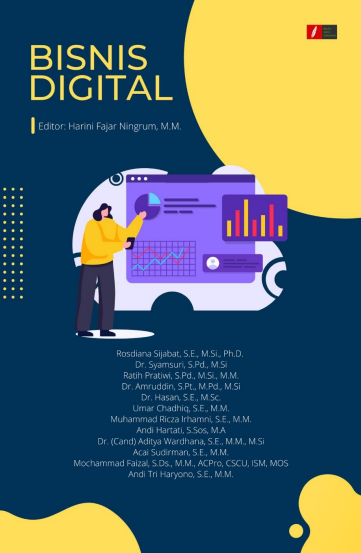 BISNIS
DIGITAL
Editor: Harini Fajar Ningrum, M.M.
Rosdiana Sijabat, S.E., M.Si., Ph.D.
Dr. Syamsuri, S.Pd., M.Si
Ratih Pratiwi, S.Pd., M.Si., M.M.
Dr. Amruddin, S.Pt., M.Pd., M.Si
Dr. Hasan, S.E., M.Sc.
Umar Chadhiq, S.E., M.M.
Muhammad Ricza Irhamni, S.E., M.M.
Andi Hartati, S.Sos, M.A
Dr. (Cand) Aditya Wardhana, S.E., M.M., M.Si
Acai Sudirman, S.E., M.M.
Mochammad Faizal, S.Ds., M.M., ACPro, CSCU, ISM, MOS
Andi Tri Haryono, S.E., M.M.